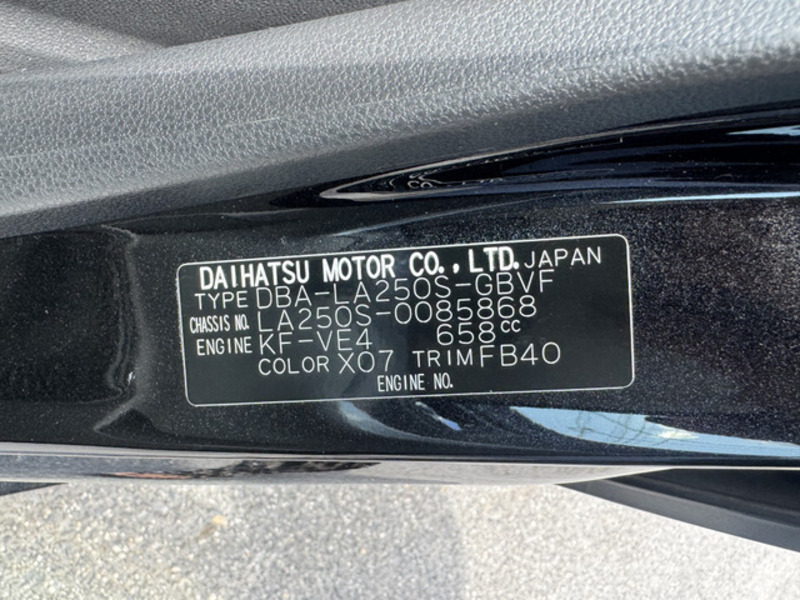 DAIHATSU MOTOR CO., LTD. JAPAN
TYPE DBA-LA250S-GBVF
CHASSIS NO. LA250S-0085868
ENGINE KF-VE4 658cc
COLOR X07 TRIM FB40
ENGINE NO.